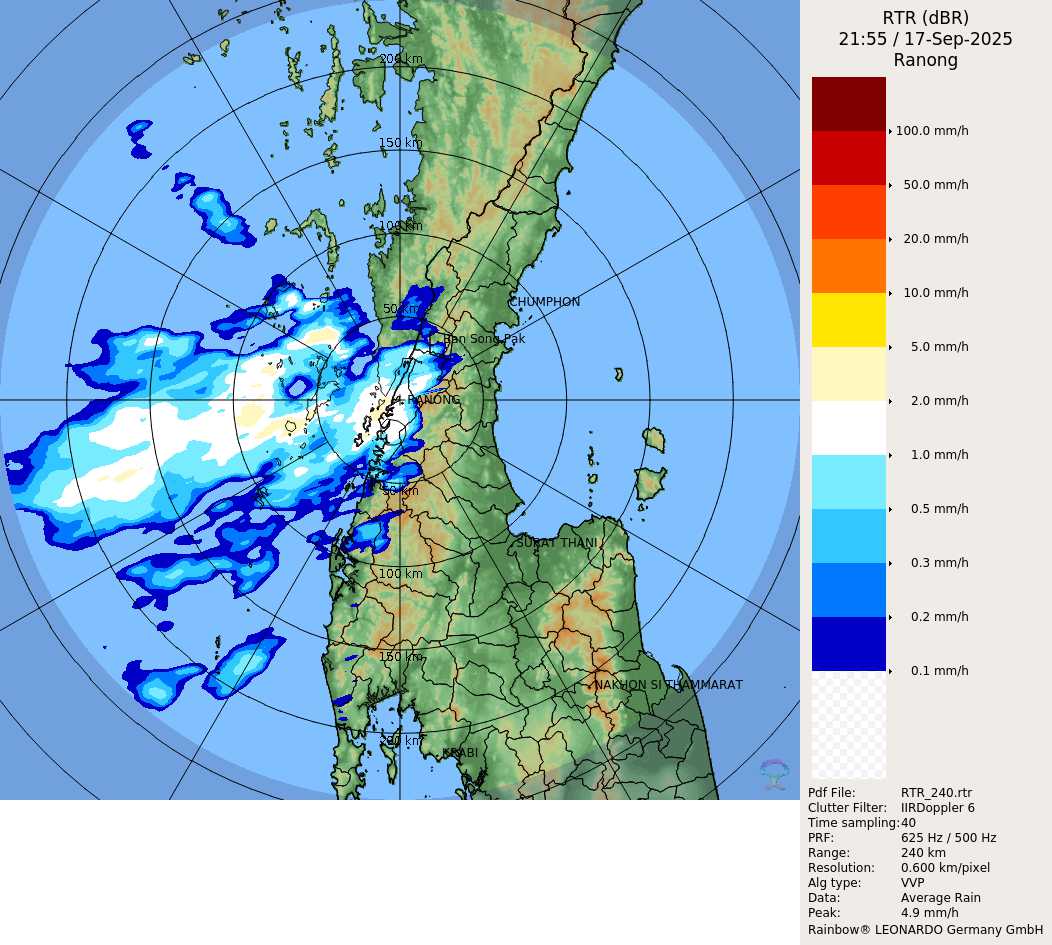 200 km
150 km
100 km
CHUMPHON
50 km
Ban Song Pak
RANONG
50 km
SURAT THANI
100 km
150 km
NAKHON SI THAMMARAT
200 km
KRABI
RTR (dBR)
21:55 / 17-Sep-2025
Ranong
100.0 mm/h
50.0 mm/h
20.0 mm/h
10.0 mm/h
5.0 mm/h
2.0 mm/h
1.0 mm/h
0.5 mm/h
0.3 mm/h
0.2 mm/h
0.1 mm/h
Pdf File: RTR_240.rtr
Clutter Filter: IIRDoppler 6
Time sampling:40
PRF: 625 Hz / 500 Hz
Range: 240 km
Resolution: 0.600 km/pixel
Alg type: VVP
Data: Average Rain
Peak: 4.9 mm/h
Rainbow® LEONARDO Germany GmbH